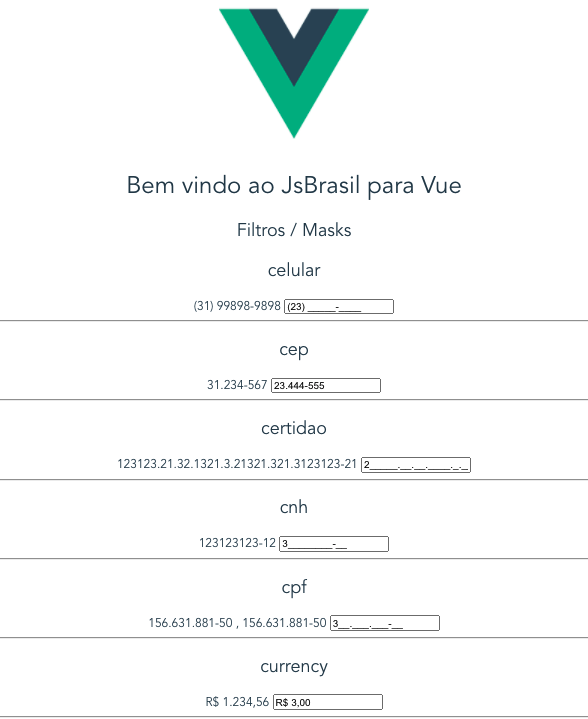 Bem vindo ao JsBrasil para Vue
Filtros / Masks
celular
(31) 99898-9898 (23) _____-____
cep
31.234-567 23.444-555
certidao
123123.21.32.1321.3.21321.321.3123123-21 2_____.__.__.____._._
cnh
123123123-12 3________-__
cpf
156.631.881-50 , 156.631.881-50 3__.___.___-__
currency
R$ 1.234,56 R$ 3,00